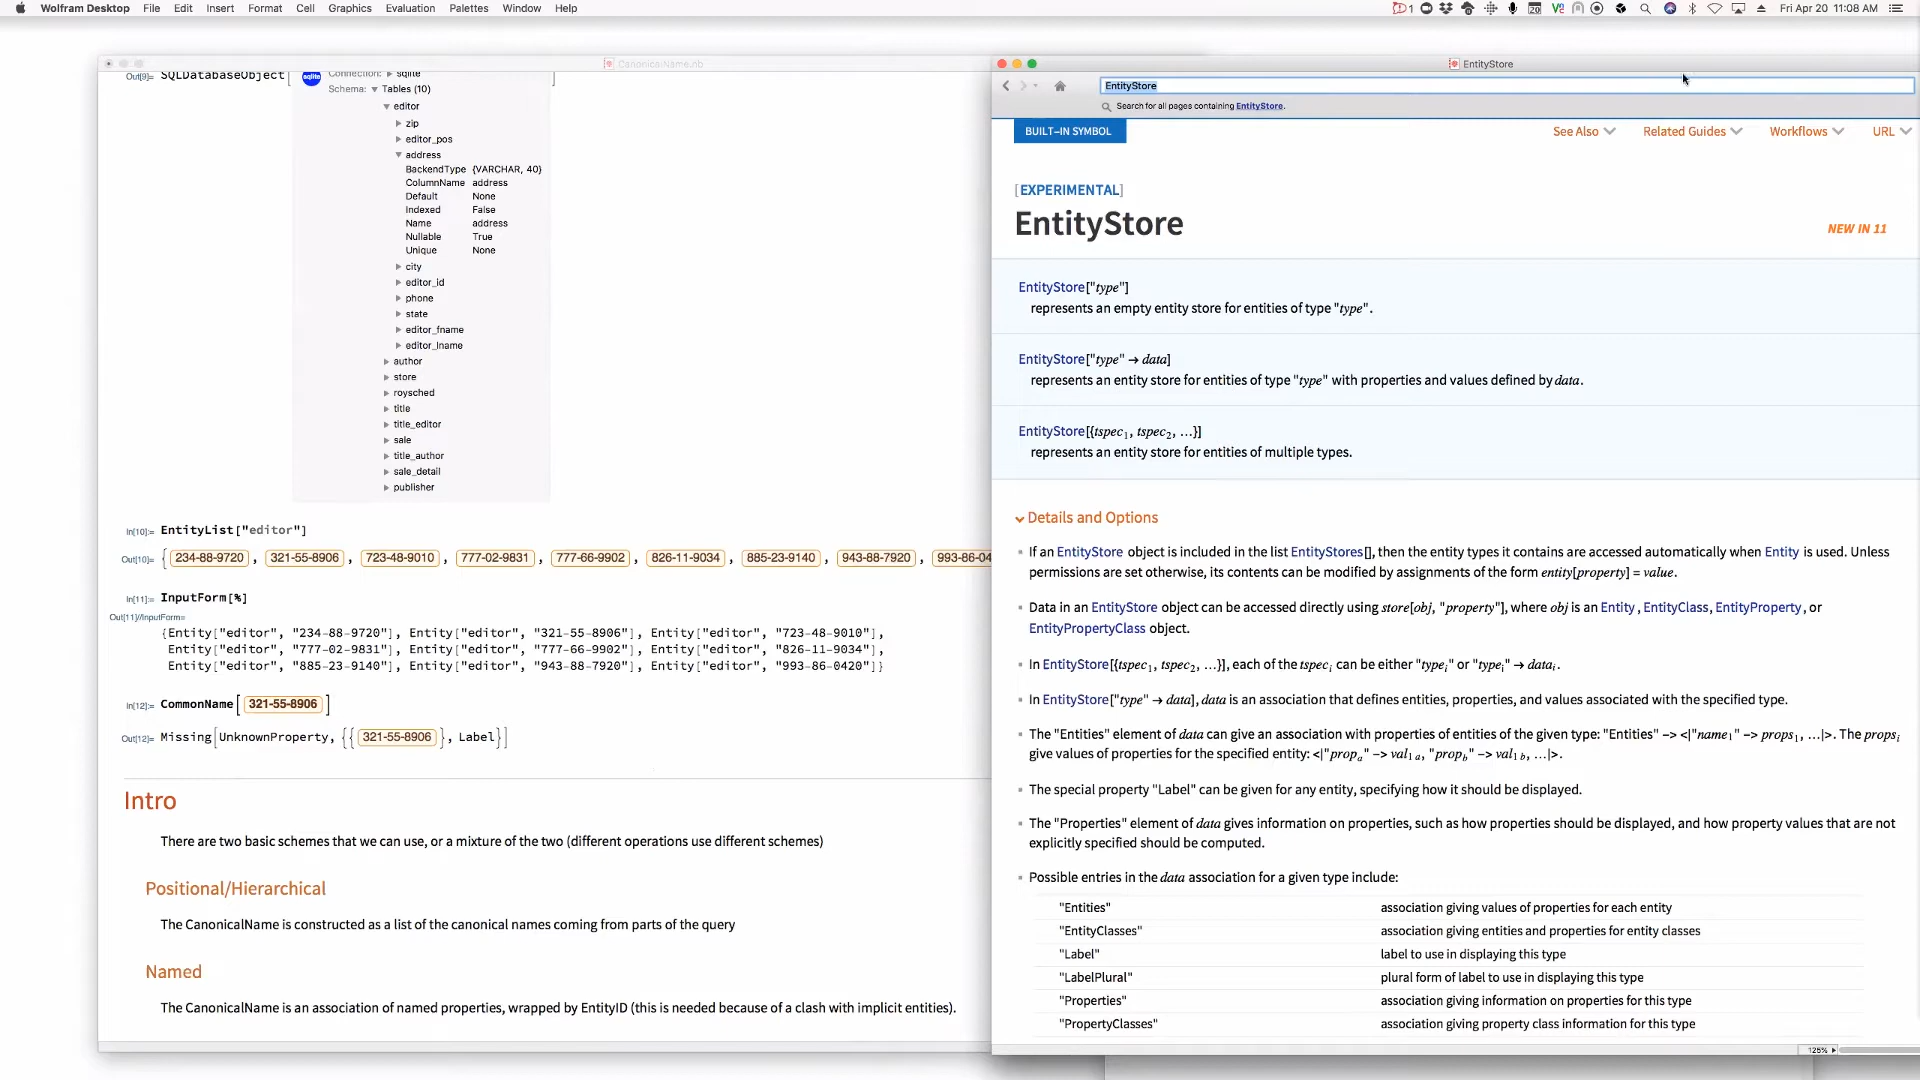 Wolfram Desktop File Edit Insert Format Cell Graphics Evaluation Palettes Window Help
1 Fri Apr 20 11:08 AM
CanonicalName.nb
Out[9]= SQLDatabaseObject[ sqlite Connection: sqlite ]
Schema: Tables (10)
editor
zip
editor_pos
address
BackendType {VARCHAR, 40}
ColumnName address
Default None
Indexed False
Name address
Nullable True
Unique None
city
editor_id
phone
state
editor_fname
editor_lname
author
store
roysched
title
title_editor
sale
title_author
sale_detail
publisher
In[10]:= EntityList["editor"]
Out[10]= { 234-88-9720 , 321-55-8906 , 723-48-9010 , 777-02-9831 , 777-66-9902 , 826-11-9034 , 885-23-9140 , 943-88-7920 , 993-86-04
In[11]:= InputForm[%]
Out[11]//InputForm=
{Entity["editor", "234-88-9720"], Entity["editor", "321-55-8906"], Entity["editor", "723-48-9010"],
Entity["editor", "777-02-9831"], Entity["editor", "777-66-9902"], Entity["editor", "826-11-9034"],
Entity["editor", "885-23-9140"], Entity["editor", "943-88-7920"], Entity["editor", "993-86-0420"]}
In[12]:= CommonName[ 321-55-8906 ]
Out[12]= Missing[UnknownProperty, {{ 321-55-8906 }, Label}]
Intro
There are two basic schemes that we can use, or a mixture of the two (different operations use different schemes)
Positional/Hierarchical
The CanonicalName is constructed as a list of the canonical names coming from parts of the query
Named
The CanonicalName is an association of named properties, wrapped by EntityID (this is needed because of a clash with implicit entities).
EntityStore
EntityStore
Search for all pages containing EntityStore.
BUILT-IN SYMBOL See Also Related Guides Workflows URL
[EXPERIMENTAL]
EntityStore
NEW IN 11
EntityStore["type"]
represents an empty entity store for entities of type "type".
EntityStore["type" → data]
represents an entity store for entities of type "type" with properties and values defined by data.
EntityStore[{tspec1, tspec2, …}]
represents an entity store for entities of multiple types.
Details and Options
If an EntityStore object is included in the list EntityStores[], then the entity types it contains are accessed automatically when Entity is used. Unless
permissions are set otherwise, its contents can be modified by assignments of the form entity[property] = value.
Data in an EntityStore object can be accessed directly using store[obj, "property"], where obj is an Entity, EntityClass, EntityProperty, or
EntityPropertyClass object.
In EntityStore[{tspec1, tspec2, …}], each of the tspeci can be either "typei" or "typei" → datai.
In EntityStore["type" → data], data is an association that defines entities, properties, and values associated with the specified type.
The "Entities" element of data can give an association with properties of entities of the given type: "Entities" –> <|"name1" –> props1, …|>. The propsi
give values of properties for the specified entity: <|"propa" –> val1 a, "propb" –> val1 b, …|>.
The special property "Label" can be given for any entity, specifying how it should be displayed.
The "Properties" element of data gives information on properties, such as how properties should be displayed, and how property values that are not
explicitly specified should be computed.
Possible entries in the data association for a given type include:
"Entities" association giving values of properties for each entity
"EntityClasses" association giving entities and properties for entity classes
"Label" label to use in displaying this type
"LabelPlural" plural form of label to use in displaying this type
"Properties" association giving information on properties for this type
"PropertyClasses" association giving property class information for this type
125%